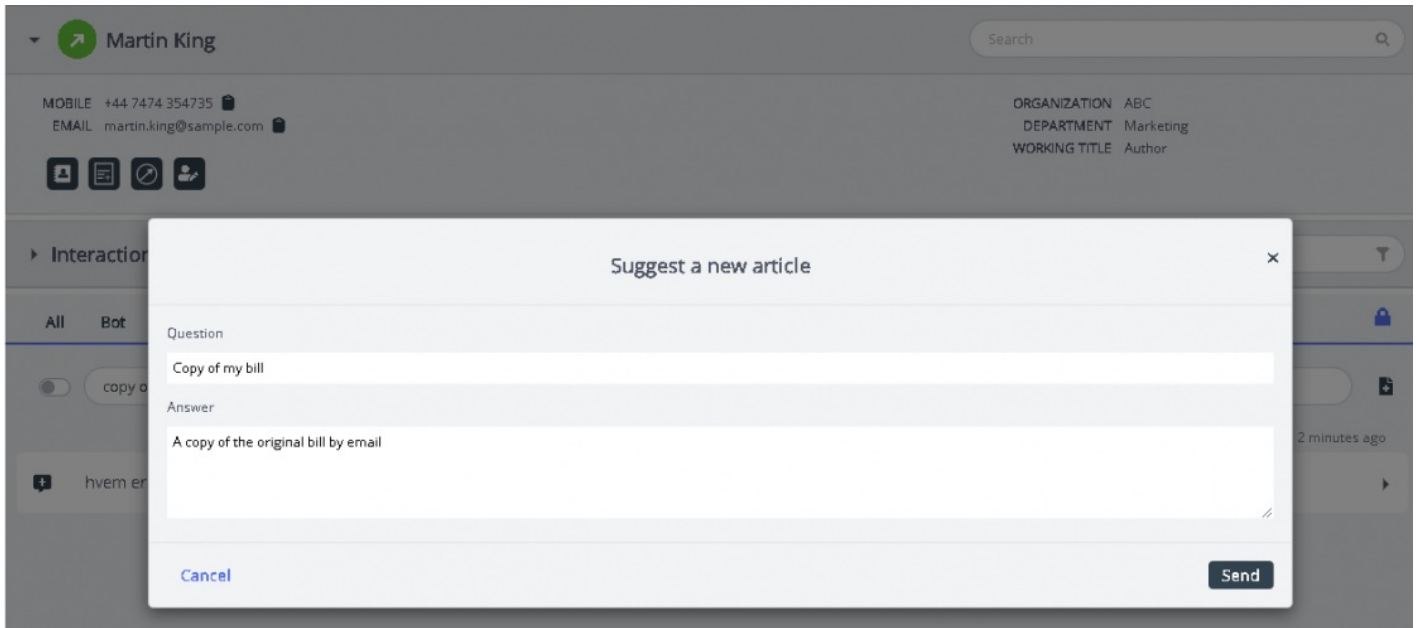 Martin King
Search
MOBILE +44 7474 354735
EMAIL martin.king@sample.com
ORGANIZATION ABC
DEPARTMENT Marketing
WORKING TITLE Author
Interaction
Suggest a new article
×
All Bot
Question
Copy of my bill
copy o
Answer
A copy of the original bill by email
2 minutes ago
hvem er
Cancel
Send